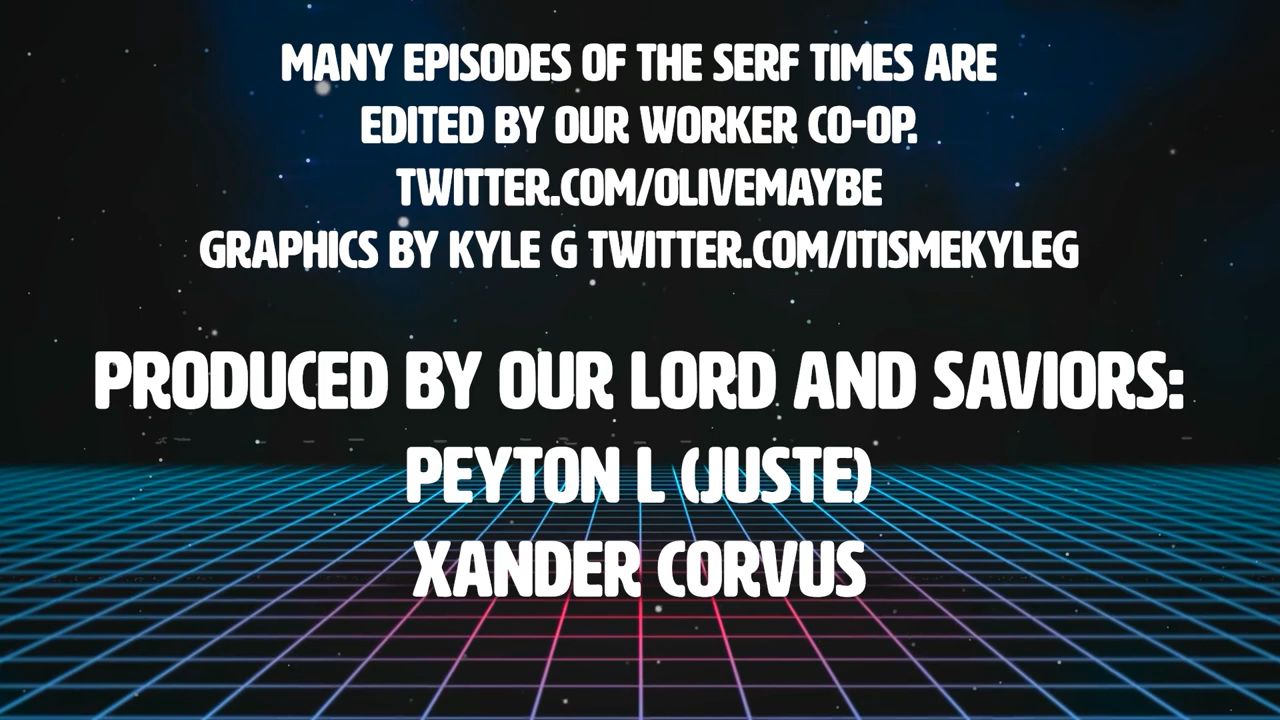 MANY EPISODES OF THE SERF TIMES ARE
EDITED BY OUR WORKER CO-OP.
TWITTER.COM/OLIVEMAYBE
GRAPHICS BY KYLE G TWITTER.COM/ITISMEKYLEG
PRODUCED BY OUR LORD AND SAVIORS:
PEYTON L (JUSTE)
XANDER CORVUS